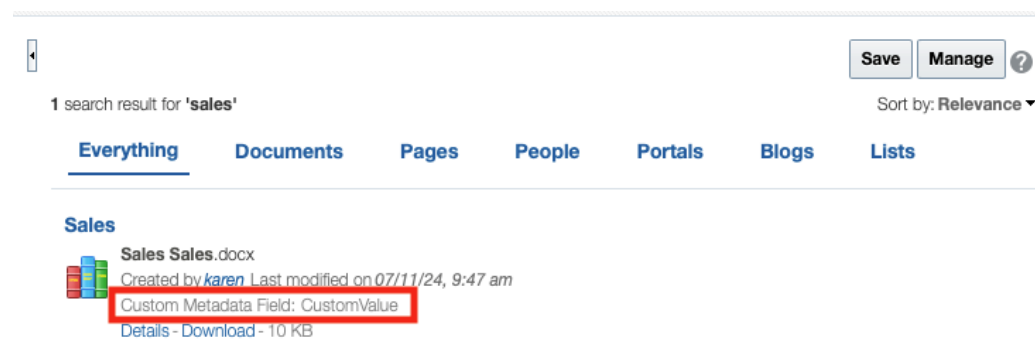 Save Manage ?
1 search result for 'sales' Sort by: Relevance
Everything Documents Pages People Portals Blogs Lists
Sales
Sales Sales.docx
Created by karen Last modified on 07/11/24, 9:47 am
Custom Metadata Field: CustomValue
Details - Download - 10 KB